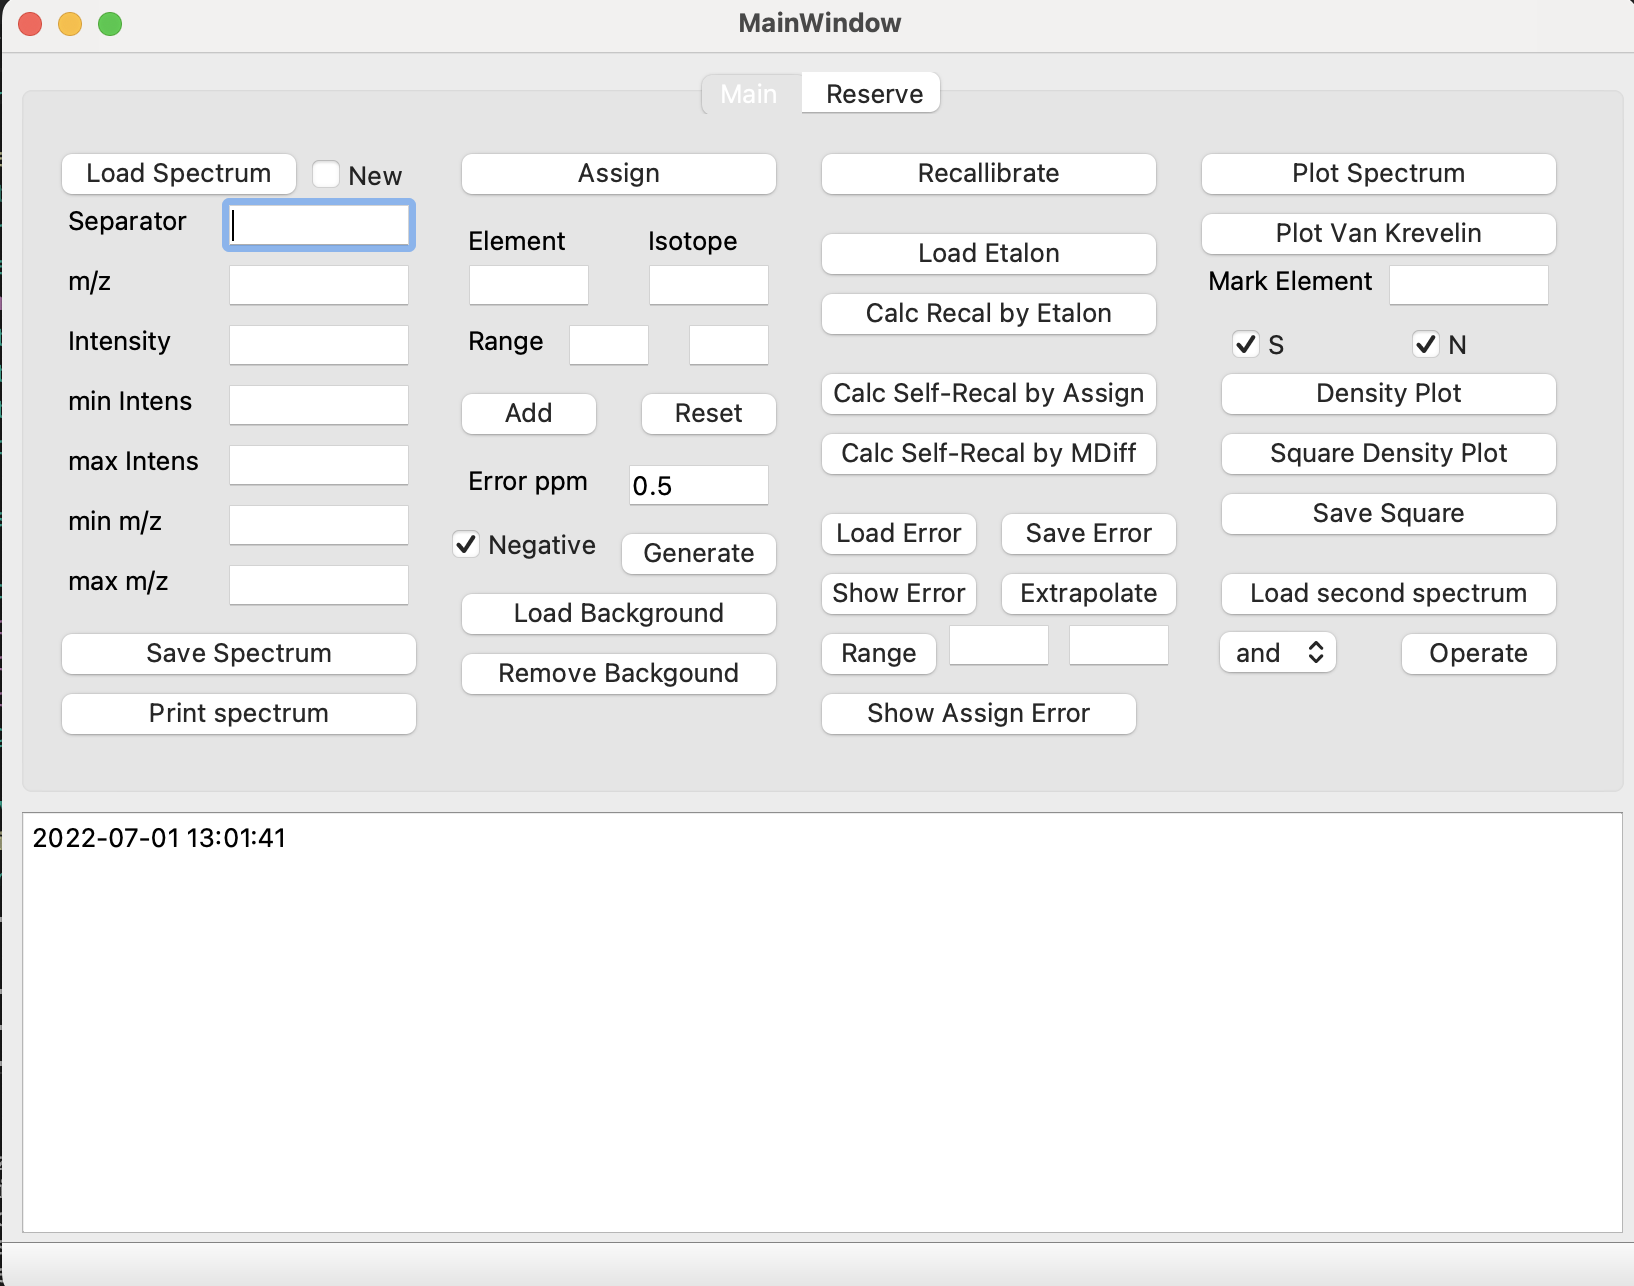 MainWindow
Main
Reserve
Load Spectrum
New
Separator
m/z
Intensity
min Intens
max Intens
min m/z
max m/z
Save Spectrum
Print spectrum
Assign
Element
Isotope
Range
Add
Reset
Error ppm
0.5
Negative
Generate
Load Background
Remove Backgound
Recallibrate
Load Etalon
Calc Recal by Etalon
Calc Self-Recal by Assign
Calc Self-Recal by MDiff
Load Error
Save Error
Show Error
Extrapolate
Range
Show Assign Error
Plot Spectrum
Plot Van Krevelin
Mark Element
S
N
Density Plot
Square Density Plot
Save Square
Load second spectrum
and
Operate
2022-07-01 13:01:41